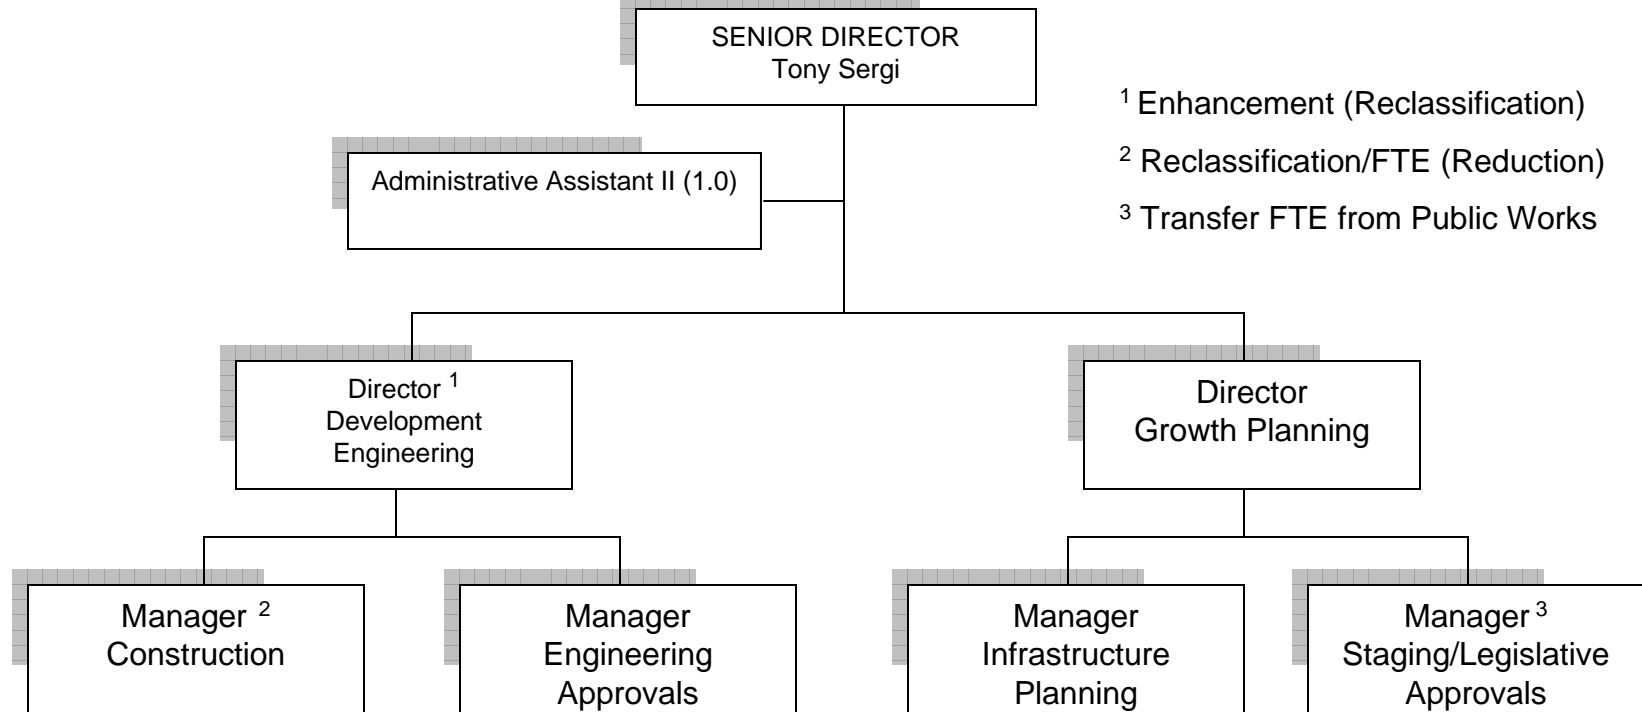 SENIOR DIRECTOR
Tony Sergi
¹ Enhancement (Reclassification)
² Reclassification/FTE (Reduction)
³ Transfer FTE from Public Works
Administrative Assistant II (1.0)
Director ¹
Development
Engineering
Director
Growth Planning
Manager ²
Construction
Manager
Engineering
Approvals
Manager
Infrastructure
Planning
Manager ³
Staging/Legislative
Approvals